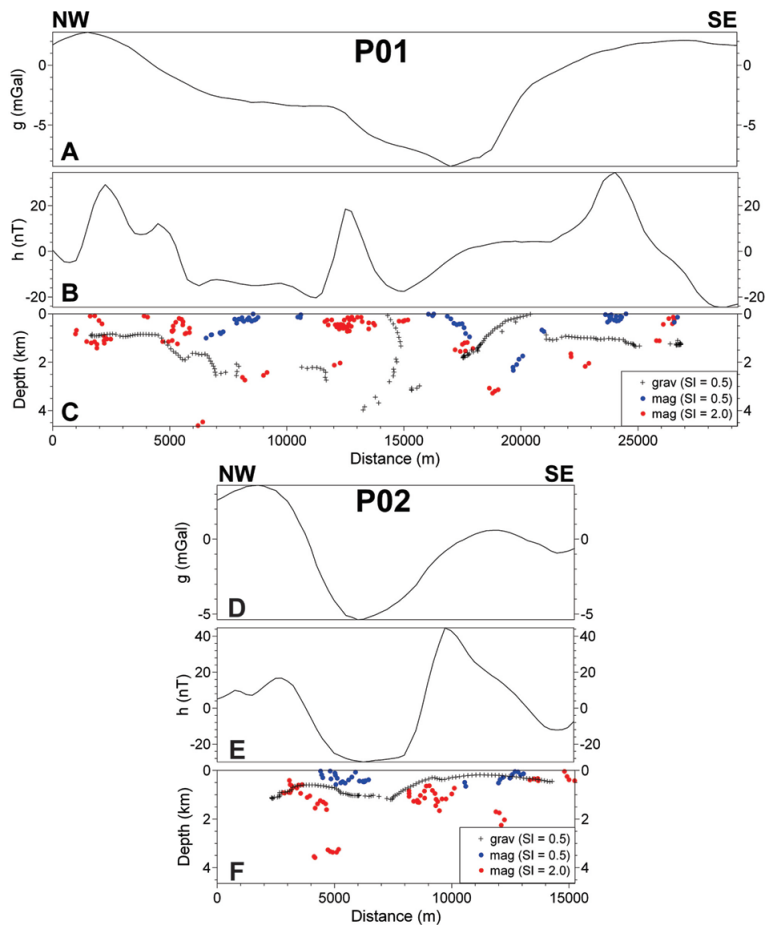 NW SE
P01
g (mGal)
0 0
-5 -5
A
h (nT)
20 20
0 0
-20 -20
B
Depth (km)
0 0
2 2
4 4
C
+ grav (SI = 0.5)
mag (SI = 0.5)
mag (SI = 2.0)
0 5000 10000 15000 20000 25000
Distance (m)
NW SE
P02
g (mGal)
0 0
-5 -5
D
h (nT)
40 40
20 20
0 0
-20 -20
E
Depth (km)
0 0
2 2
4 4
F
+ grav (SI = 0.5)
mag (SI = 0.5)
mag (SI = 2.0)
0 5000 10000 15000
Distance (m)